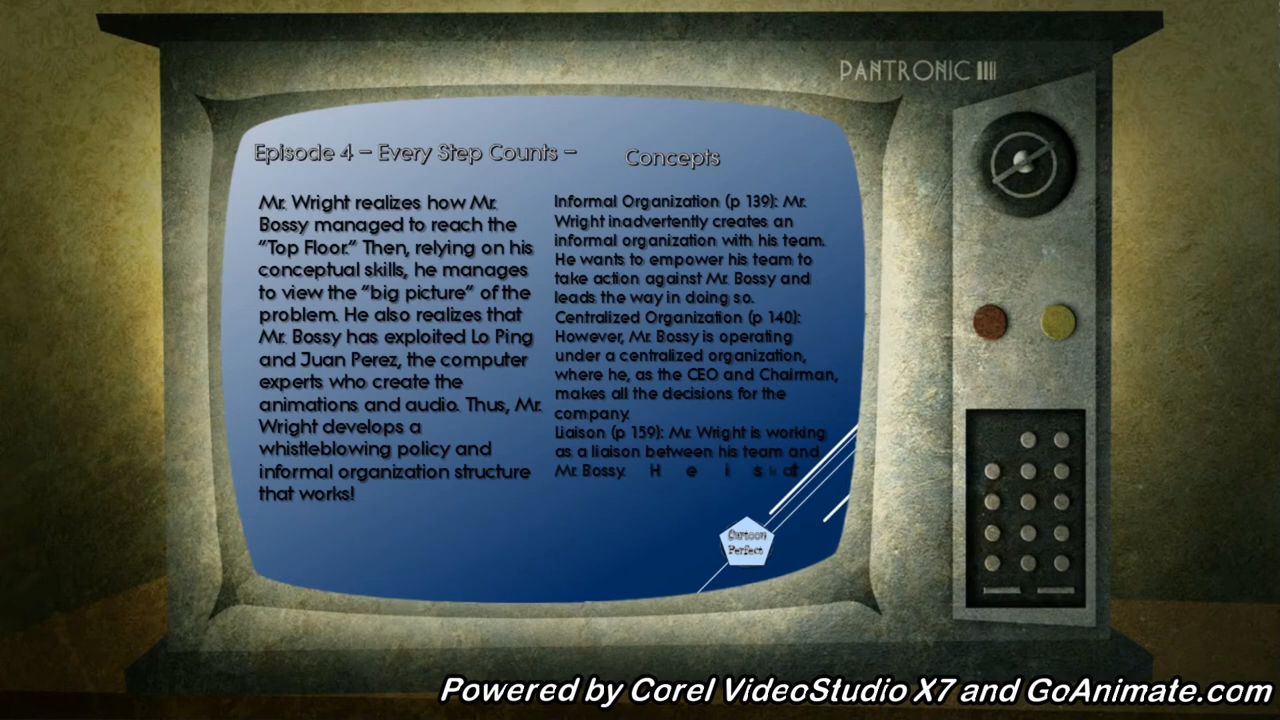 PANTRONIC
Episode 4 – Every Step Counts –
Mr. Wright realizes how Mr.
Bossy managed to reach the
"Top Floor." Then, relying on his
conceptual skills, he manages
to view the "big picture" of the
problem. He also realizes that
Mr. Bossy has exploited Lo Ping
and Juan Perez, the computer
experts who create the
animations and audio. Thus, Mr.
Wright develops a
whistleblowing policy and
informal organization structure
that works!
Concepts
Informal Organization (p 139): Mr.
Wright inadvertently creates an
informal organization with his team.
He wants to empower his team to
take action against Mr. Bossy and
leads the way in doing so.
Centralized Organization (p 140):
However, Mr. Bossy is operating
under a centralized organization,
where he, as the CEO and Chairman,
makes all the decisions for the
company.
Liaison (p 159): Mr. Wright is working
as a liaison between his team and
Mr. Bossy. H e i s at
Cartoon
Perfect
Powered by Corel VideoStudio X7 and GoAnimate.com